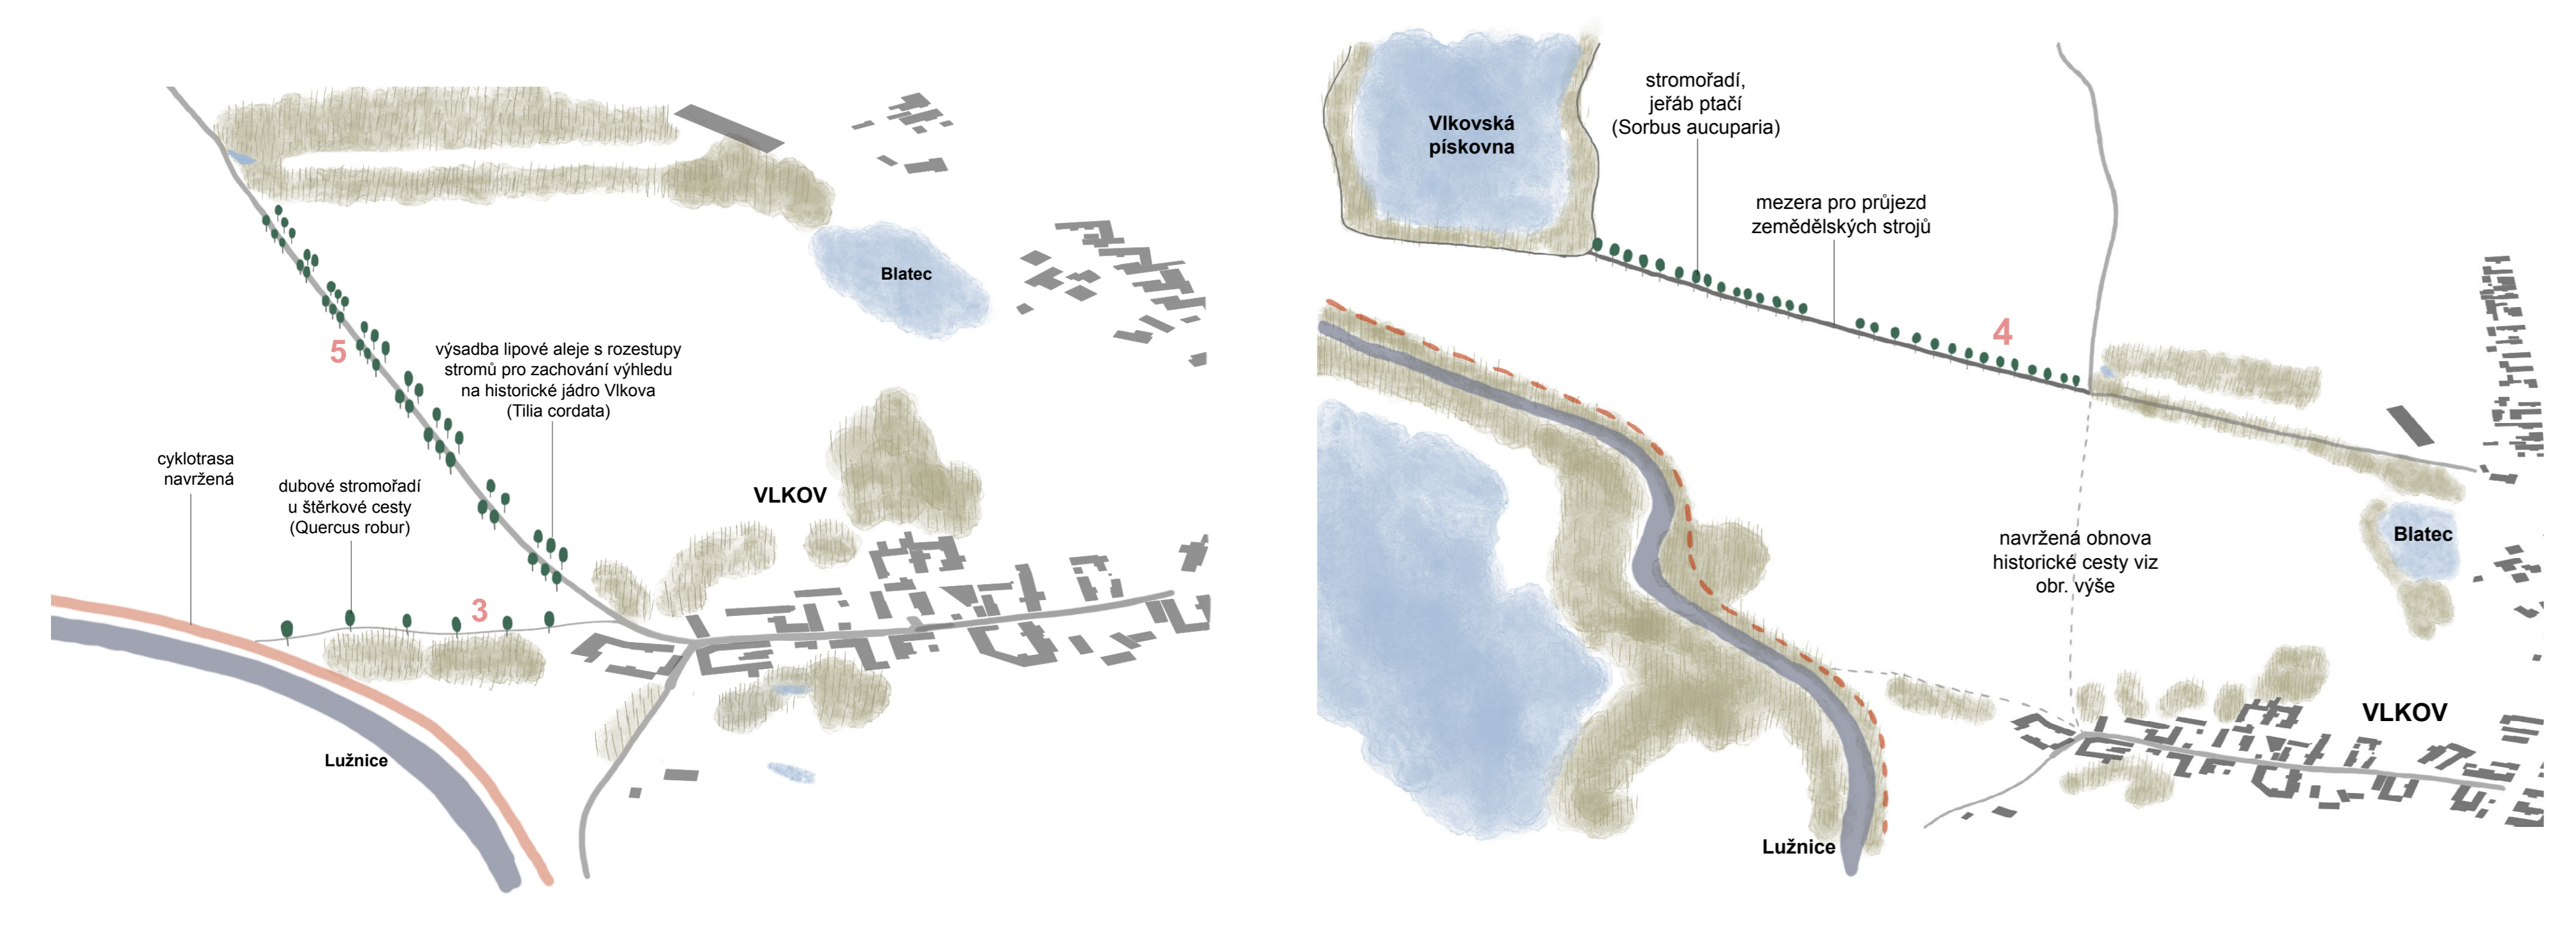 Blatec
5
výsadba lipové aleje s rozestupy
stromů pro zachování výhledu
na historické jádro Vlkova
(Tilia cordata)
cyklotrasa
navržená
dubové stromořadí
u štěrkové cesty
(Quercus robur)
VLKOV
3
Lužnice
Vlkovská
pískovna
stromořadí,
jeřáb ptačí
(Sorbus aucuparia)
mezera pro průjezd
zemědělských strojů
4
navržená obnova
historické cesty viz
obr. výše
Blatec
VLKOV
Lužnice